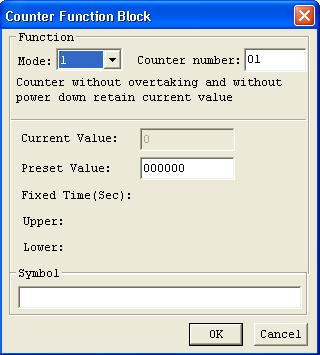 Counter Function Block
Function
Mode: 1 Counter number: 01
Counter without overtaking and without
power down retain current value
Current Value: 0
Preset Value: 000000
Fixed Time(Sec):
Upper:
Lower:
Symbol
OK Cancel